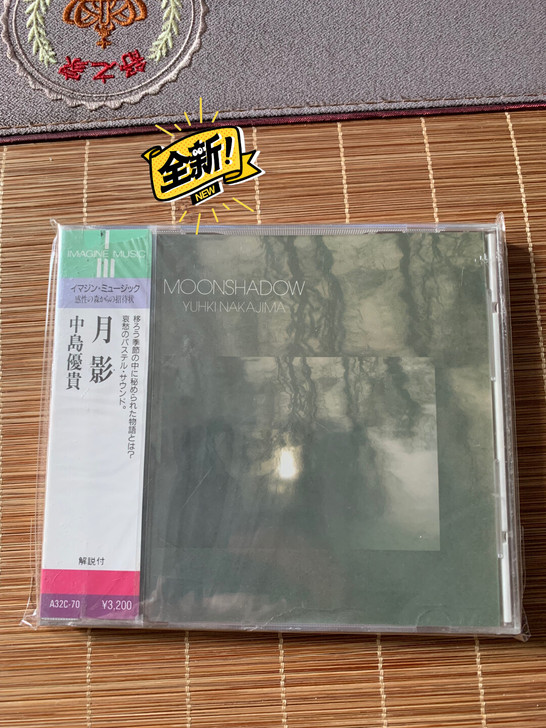 舒之家
全新!
NEW
IMAGINE MUSIC
イマジン・ミュージック
感性の森からの招待状
月影
中島優貴
移ろう季節の中に秘められた物語とは?
哀愁のパステル・サウンド。
解説付
A32C-70 ¥3,200
MOONSHADOW
YUHKI NAKAJIMA